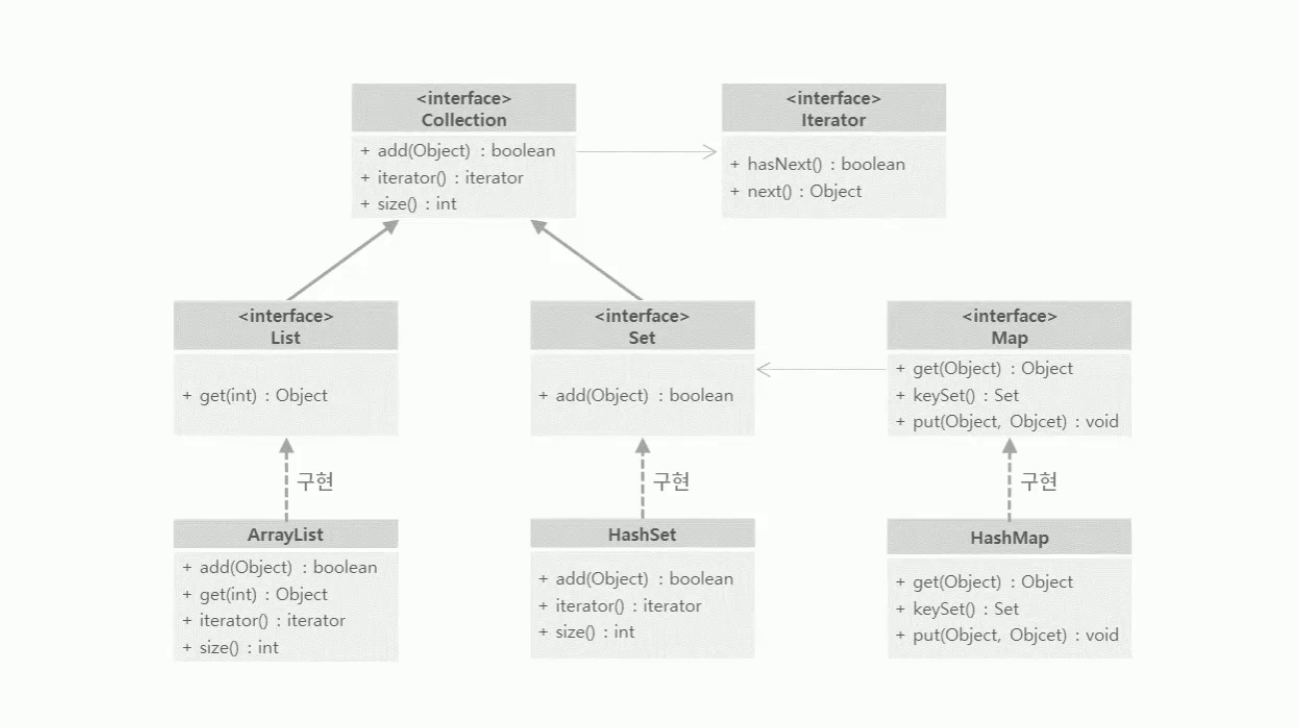 <interface>
Collection
+ add(Object) : boolean
+ iterator() : iterator
+ size() : int
<interface>
Iterator
+ hasNext() : boolean
+ next() : Object
<interface>
List
+ get(int) : Object
<interface>
Set
+ add(Object) : boolean
<interface>
Map
+ get(Object) : Object
+ keySet() : Set
+ put(Object, Objcet) : void
구현
구현
구현
ArrayList
+ add(Object) : boolean
+ get(int) : Object
+ iterator() : iterator
+ size() : int
HashSet
+ add(Object) : boolean
+ iterator() : iterator
+ size() : int
HashMap
+ get(Object) : Object
+ keySet() : Set
+ put(Object, Objcet) : void